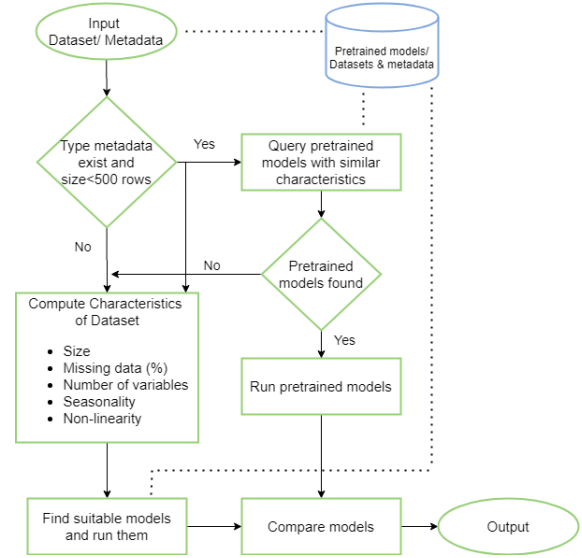 Input
Dataset/ Metadata
Pretrained models/
Datasets & metadata
Type metadata
exist and
size<500 rows
Yes
Query pretrained
models with similar
characteristics
No
No
Pretrained
models found
Compute Characteristics
of Dataset
• Size
• Missing data (%)
• Number of variables
• Seasonality
• Non-linearity
Yes
Run pretrained models
Find suitable models
and run them
Compare models
Output